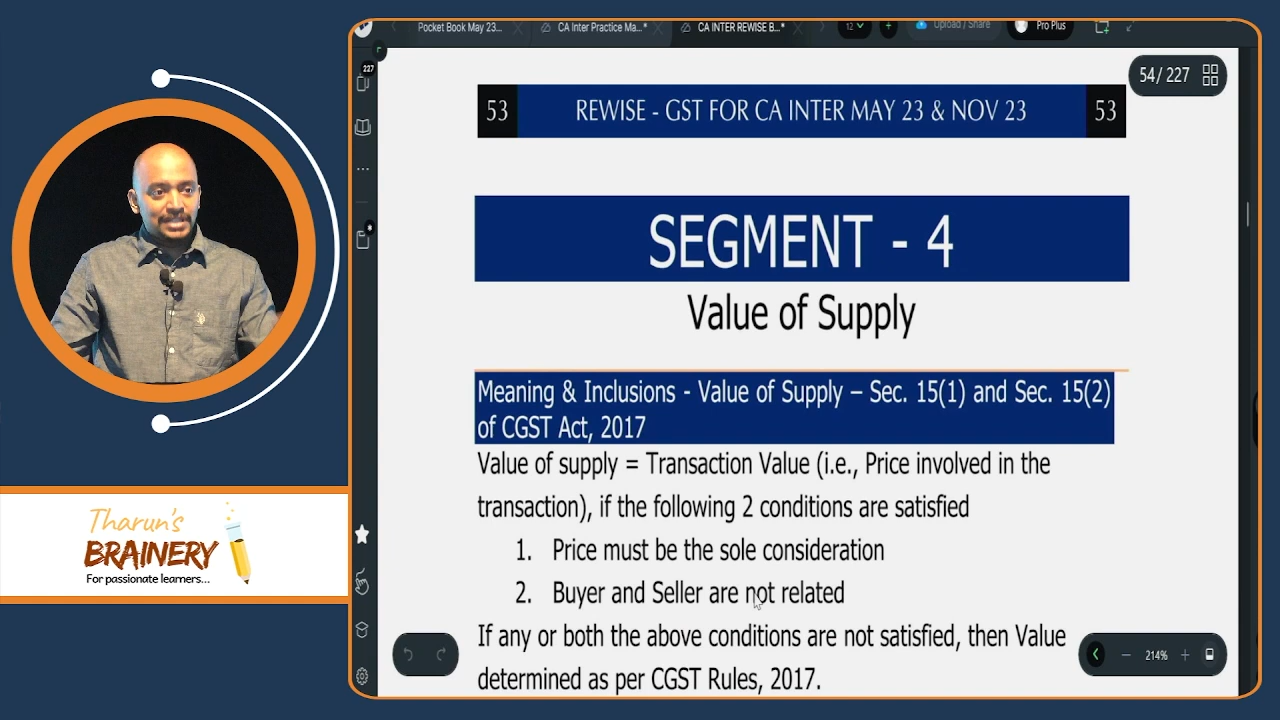 Pocket Book May 23...
CA Inter Practice Ma...*
CA INTER REWISE B...*
12
Upload / Share
Pro Plus
227
54/ 227
53
REWISE - GST FOR CA INTER MAY 23 & NOV 23
53
SEGMENT - 4
Value of Supply
Meaning & Inclusions - Value of Supply – Sec. 15(1) and Sec. 15(2)
of CGST Act, 2017
Value of supply = Transaction Value (i.e., Price involved in the
transaction), if the following 2 conditions are satisfied
1. Price must be the sole consideration
2. Buyer and Seller are not related
If any or both the above conditions are not satisfied, then Value
determined as per CGST Rules, 2017.
214%
Tharun's
BRAINERY
For passionate learners...